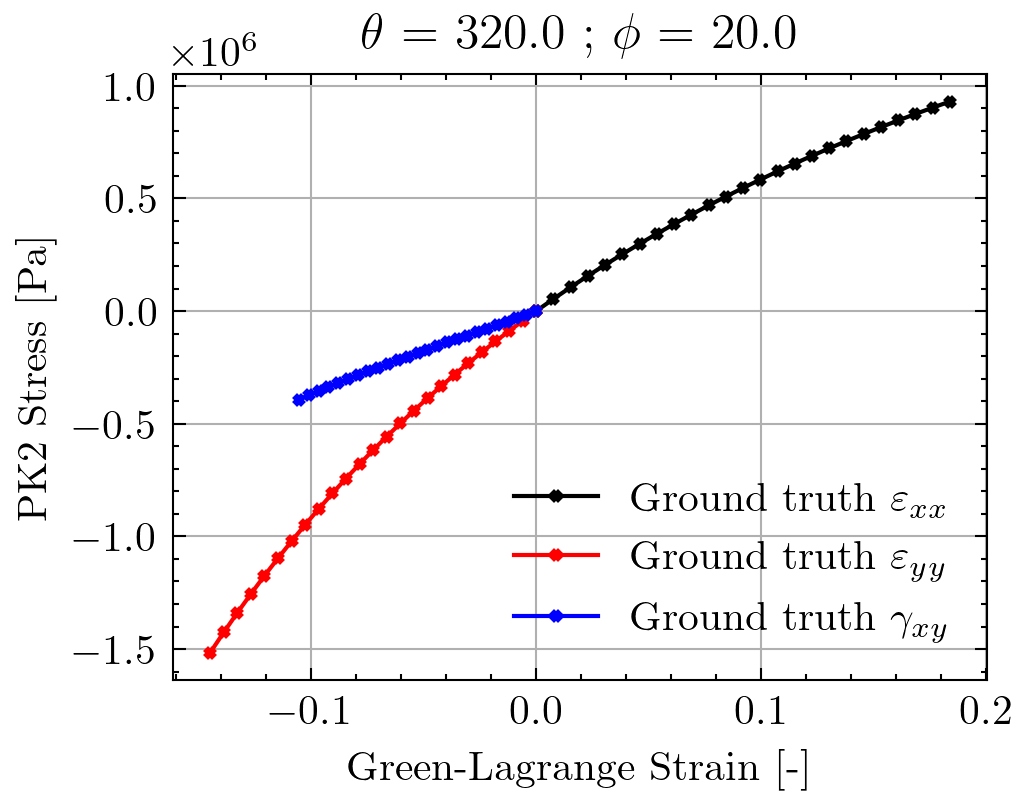 θ = 320.0 ; ϕ = 20.0
×10⁶
1.0
0.5
0.0
−0.5
−1.0
−1.5
PK2 Stress [Pa]
Ground truth εₓₓ
Ground truth ε_yy
Ground truth γ_xy
−0.1 0.0 0.1 0.2
Green-Lagrange Strain [-]